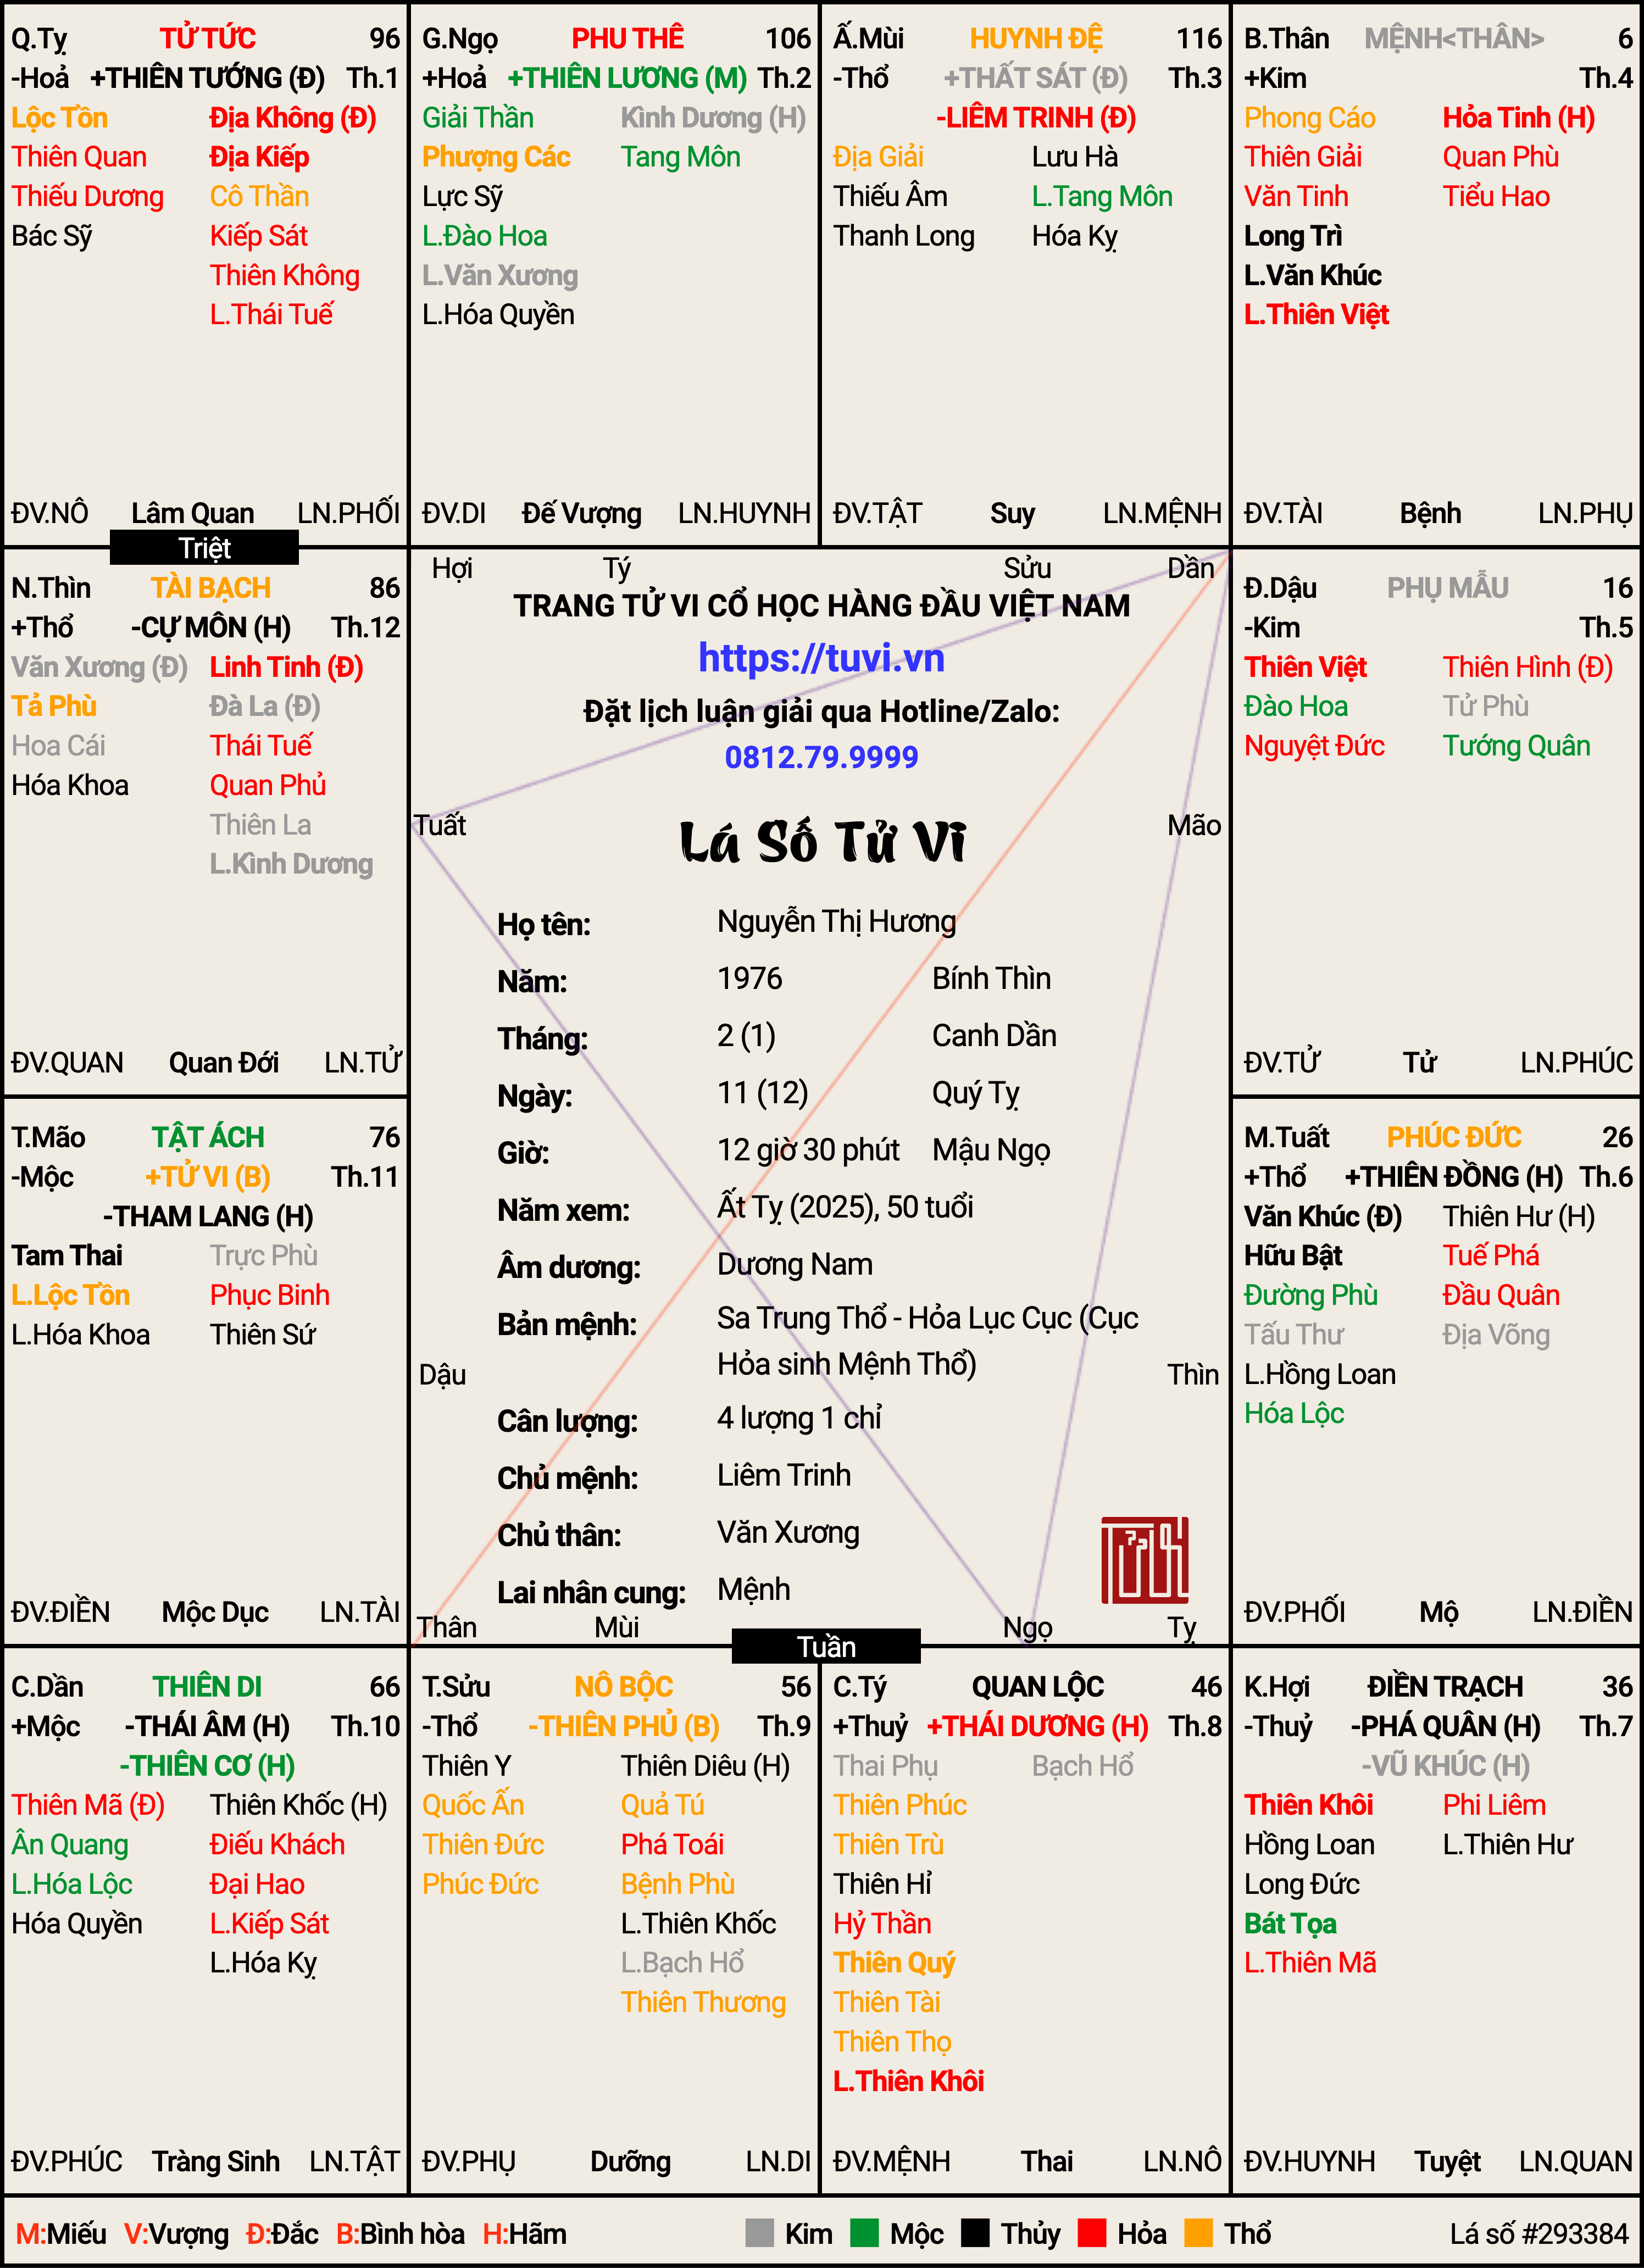 Q.Tỵ TỬ TỨC 96
-Hoả +THIÊN TƯỚNG (Đ) Th.1
Lộc Tồn Địa Không (Đ)
Thiên Quan Địa Kiếp
Thiếu Dương Cô Thần
Bác Sỹ Kiếp Sát
Thiên Không
L.Thái Tuế
ĐV.NÔ Lâm Quan LN.PHỐI
G.Ngọ PHU THÊ 106
+Hoả +THIÊN LƯƠNG (M) Th.2
Giải Thần Kình Dương (H)
Phượng Các Tang Môn
Lực Sỹ
L.Đào Hoa
L.Văn Xương
L.Hóa Quyền
ĐV.DI Đế Vượng LN.HUYNH
Ấ.Mùi HUYNH ĐỆ 116
-Thổ +THẤT SÁT (Đ) Th.3
-LIÊM TRINH (Đ)
Địa Giải Lưu Hà
Thiếu Âm L.Tang Môn
Thanh Long Hóa Kỵ
ĐV.TẬT Suy LN.MỆNH
B.Thân MỆNH<THÂN> 6
+Kim Th.4
Phong Cáo Hỏa Tinh (H)
Thiên Giải Quan Phù
Văn Tinh Tiểu Hao
Long Trì
L.Văn Khúc
L.Thiên Việt
ĐV.TÀI Bệnh LN.PHỤ
Triệt
N.Thìn TÀI BẠCH 86
+Thổ -CỰ MÔN (H) Th.12
Văn Xương (Đ) Linh Tinh (Đ)
Tả Phù Đà La (Đ)
Hoa Cái Thái Tuế
Hóa Khoa Quan Phủ
Thiên La
L.Kình Dương
ĐV.QUAN Quan Đới LN.TỬ
Hợi Tý Sửu Dần
TRANG TỬ VI CỔ HỌC HÀNG ĐẦU VIỆT NAM
https://tuvi.vn
Đặt lịch luận giải qua Hotline/Zalo:
0812.79.9999
Tuất Mão
Lá Số Tử Vi
Họ tên: Nguyễn Thị Hương
Năm: 1976 Bính Thìn
Tháng: 2 (1) Canh Dần
Ngày: 11 (12) Quý Tỵ
Giờ: 12 giờ 30 phút Mậu Ngọ
Năm xem: Ất Tỵ (2025), 50 tuổi
Âm dương: Dương Nam
Bản mệnh: Sa Trung Thổ - Hỏa Lục Cục (Cục
Hỏa sinh Mệnh Thổ)
Dậu Thìn
Cân lượng: 4 lượng 1 chỉ
Chủ mệnh: Liêm Trinh
Chủ thân: Văn Xương
Lai nhân cung: Mệnh
Thân Mùi Ngọ Tỵ
Đ.Dậu PHỤ MẪU 16
-Kim Th.5
Thiên Việt Thiên Hình (Đ)
Đào Hoa Tử Phù
Nguyệt Đức Tướng Quân
ĐV.TỬ Tử LN.PHÚC
T.Mão TẬT ÁCH 76
-Mộc +TỬ VI (B) Th.11
-THAM LANG (H)
Tam Thai Trực Phù
L.Lộc Tồn Phục Binh
L.Hóa Khoa Thiên Sứ
ĐV.ĐIỀN Mộc Dục LN.TÀI
M.Tuất PHÚC ĐỨC 26
+Thổ +THIÊN ĐỒNG (H) Th.6
Văn Khúc (Đ) Thiên Hư (H)
Hữu Bật Tuế Phá
Đường Phù Đầu Quân
Tấu Thư Địa Võng
L.Hồng Loan
Hóa Lộc
ĐV.PHỐI Mộ LN.ĐIỀN
Tuần
C.Dần THIÊN DI 66
+Mộc -THÁI ÂM (H) Th.10
-THIÊN CƠ (H)
Thiên Mã (Đ) Thiên Khốc (H)
Ân Quang Điếu Khách
L.Hóa Lộc Đại Hao
Hóa Quyền L.Kiếp Sát
L.Hóa Kỵ
ĐV.PHÚC Tràng Sinh LN.TẬT
T.Sửu NÔ BỘC 56
-Thổ -THIÊN PHỦ (B) Th.9
Thiên Y Thiên Diêu (H)
Quốc Ấn Quả Tú
Thiên Đức Phá Toái
Phúc Đức Bệnh Phù
L.Thiên Khốc
L.Bạch Hổ
Thiên Thương
ĐV.PHỤ Dưỡng LN.DI
C.Tý QUAN LỘC 46
+Thuỷ +THÁI DƯƠNG (H) Th.8
Thai Phụ Bạch Hổ
Thiên Phúc
Thiên Trù
Thiên Hỉ
Hỷ Thần
Thiên Quý
Thiên Tài
Thiên Thọ
L.Thiên Khôi
ĐV.MỆNH Thai LN.NÔ
K.Hợi ĐIỀN TRẠCH 36
-Thuỷ -PHÁ QUÂN (H) Th.7
-VŨ KHÚC (H)
Thiên Khôi Phi Liêm
Hồng Loan L.Thiên Hư
Long Đức
Bát Tọa
L.Thiên Mã
ĐV.HUYNH Tuyệt LN.QUAN
M:Miếu V:Vượng Đ:Đắc B:Bình hòa H:Hãm Kim Mộc Thủy Hỏa Thổ Lá số #293384